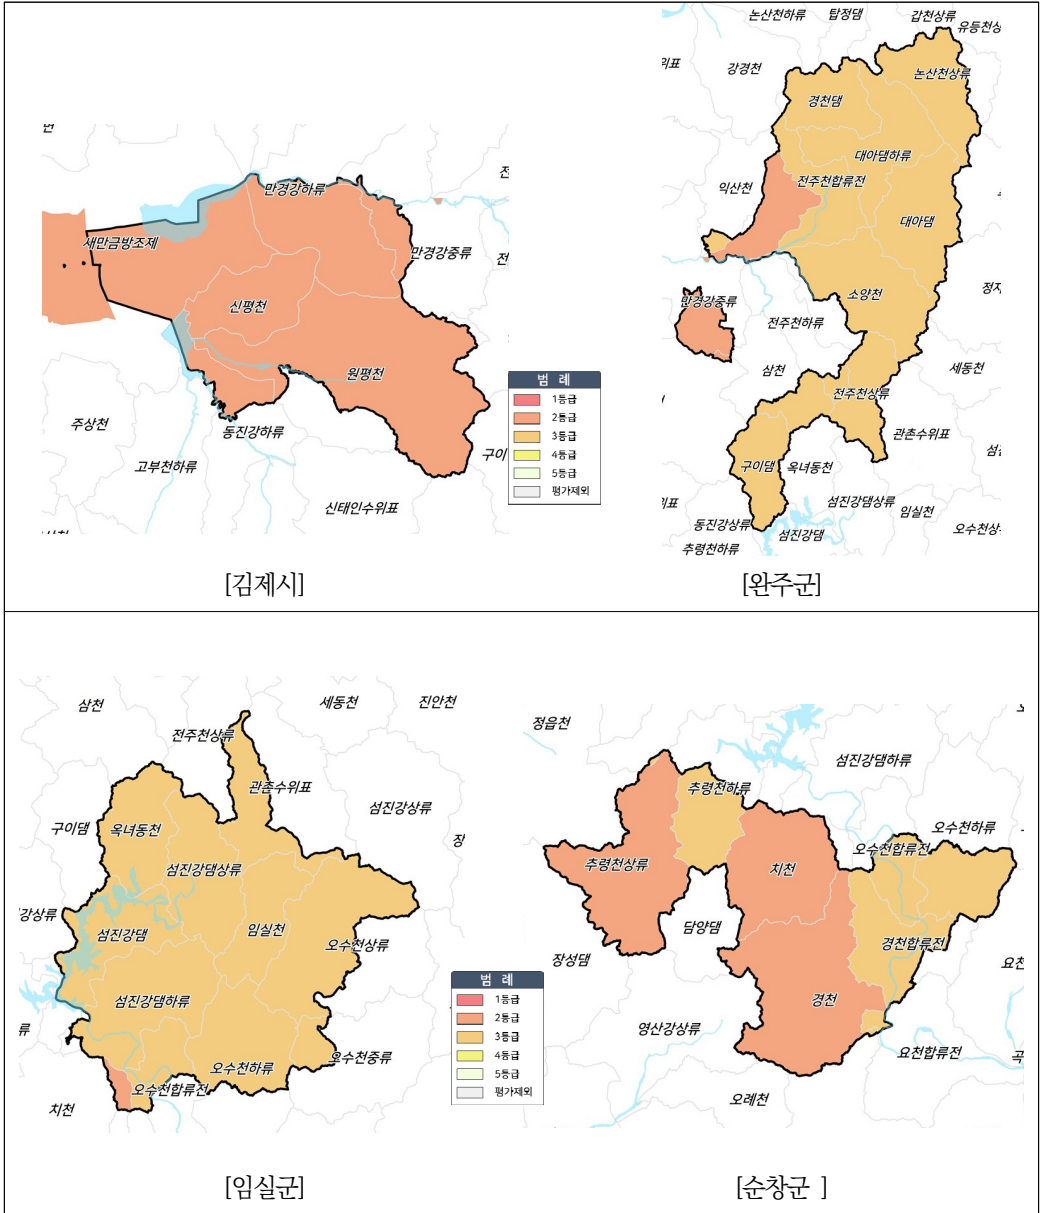 만경강하류
새만금방조제
만경강중류
신평천
원평천
주상천
동진강하류
고부천하류
구이
신태인수위표
[김제시]
범 례
1등급
2등급
3등급
4등급
5등급
평가제외
논산천하류
탑정댐
갑천상류
유등천상
위표
강경천
논산천상류
경천댐
대아댐하류
전주천합류전
익산천
대아댐
소양천
만경강중류
전주천하류
삼천
세동천
전주천상류
관촌수위표
구이댐
옥녀동천
섬진강댐상류
임실천
동진강상류
섬진강댐
오수천상
추령천하류
[완주군]
삼천
세동천
진안천
전주천상류
관촌수위표
섬진강상류
구이댐
옥녀동천
장
섬진강댐상류
강상류
섬진강댐
임실천
오수천상류
섬진강댐하류
류
오수천중류
오수천하류
오수천합류전
치천
[임실군]
범 례
1등급
2등급
3등급
4등급
5등급
평가제외
정읍천
섬진강댐하류
추령천하류
오수천하류
오수천합류전
추령천상류
치천
담양댐
경천합류전
장성댐
요천
경천
영산강상류
요천합류전
곡
오례천
[순창군 ]